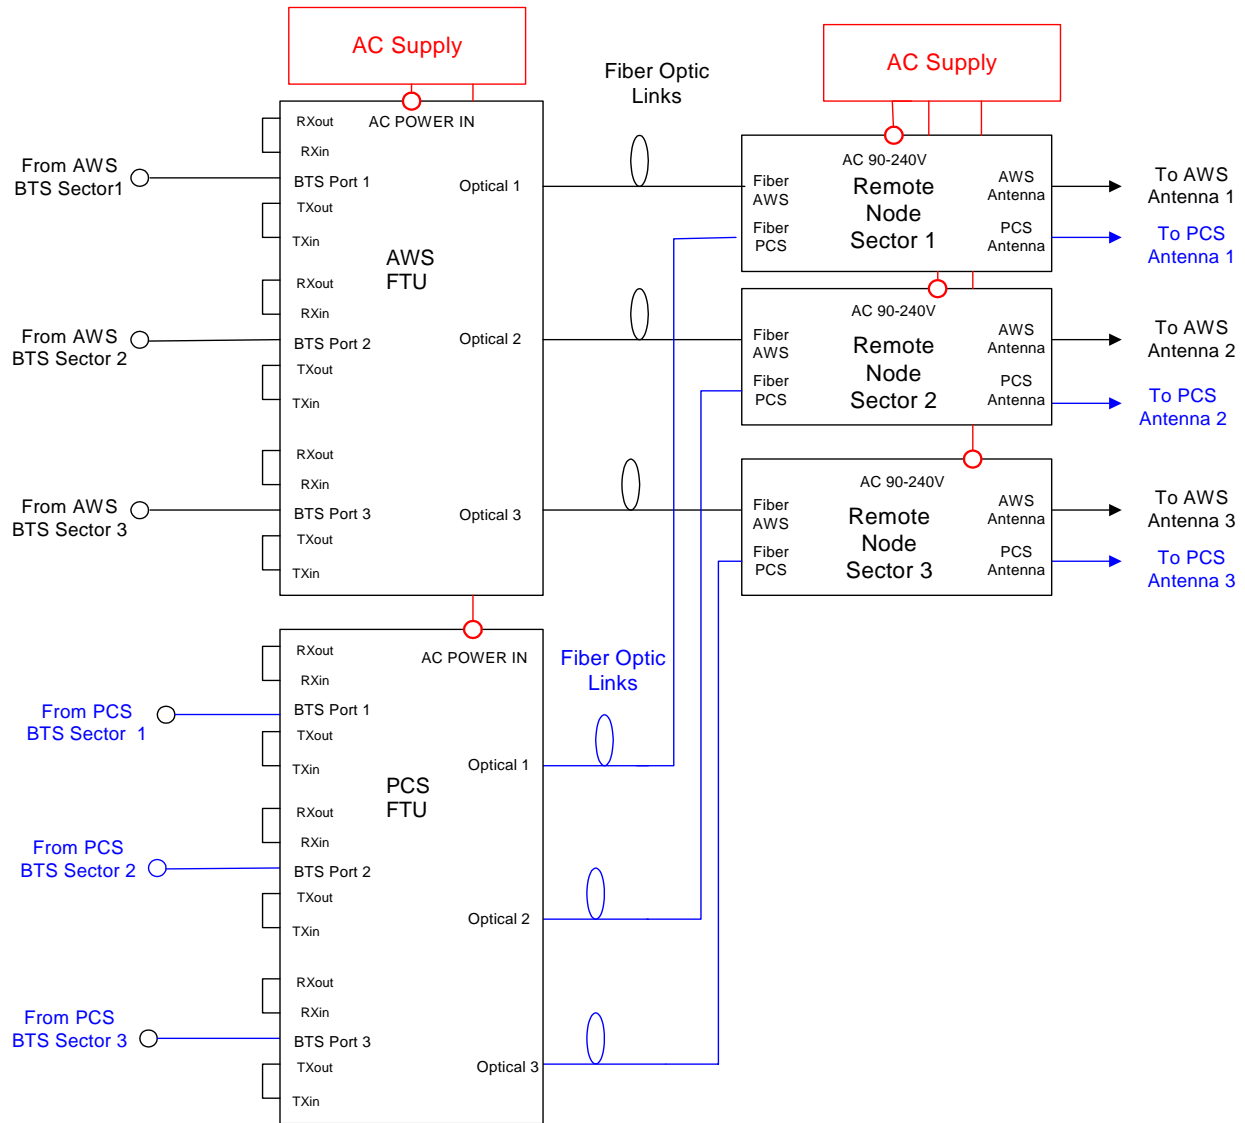 AC Supply
AC Supply
Fiber Optic
Links
From AWS
BTS Sector1
RXout
AC POWER IN
RXin
BTS Port 1
Optical 1
TXout
TXin
AWS
FTU
RXout
RXin
From AWS
BTS Sector 2
BTS Port 2
Optical 2
TXout
TXin
RXout
RXin
From AWS
BTS Sector 3
BTS Port 3
Optical 3
TXout
TXin
AC 90-240V
Fiber
AWS
Remote
Node
Sector 1
AWS
Antenna
Fiber
PCS
PCS
Antenna
To AWS
Antenna 1
To PCS
Antenna 1
AC 90-240V
Fiber
AWS
Remote
Node
Sector 2
AWS
Antenna
Fiber
PCS
PCS
Antenna
To AWS
Antenna 2
To PCS
Antenna 2
AC 90-240V
Fiber
AWS
Remote
Node
Sector 3
AWS
Antenna
Fiber
PCS
PCS
Antenna
To AWS
Antenna 3
To PCS
Antenna 3
RXout
AC POWER IN
RXin
Fiber Optic
Links
From PCS
BTS Sector 1
BTS Port 1
TXout
Optical 1
TXin
PCS
FTU
RXout
RXin
From PCS
BTS Sector 2
BTS Port 2
TXout
Optical 2
TXin
RXout
RXin
From PCS
BTS Sector 3
BTS Port 3
TXout
Optical 3
TXin